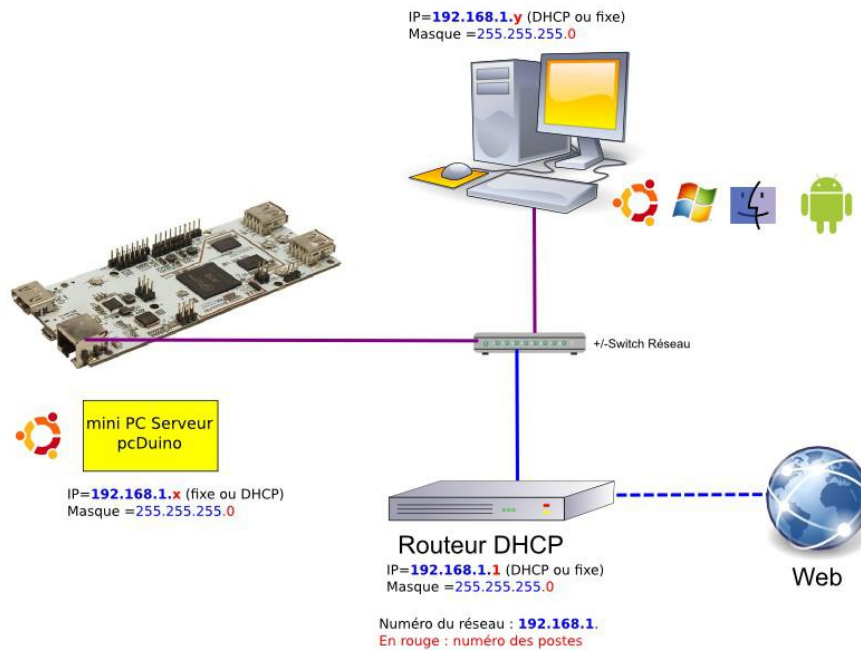 IP=192.168.1.y (DHCP ou fixe)
Masque =255.255.255.0
+/-Switch Réseau
mini PC Serveur
pcDuino
IP=192.168.1.x (fixe ou DHCP)
Masque =255.255.255.0
Routeur DHCP
IP=192.168.1.1 (DHCP ou fixe)
Masque =255.255.255.0
Web
Numéro du réseau : 192.168.1.
En rouge : numéro des postes